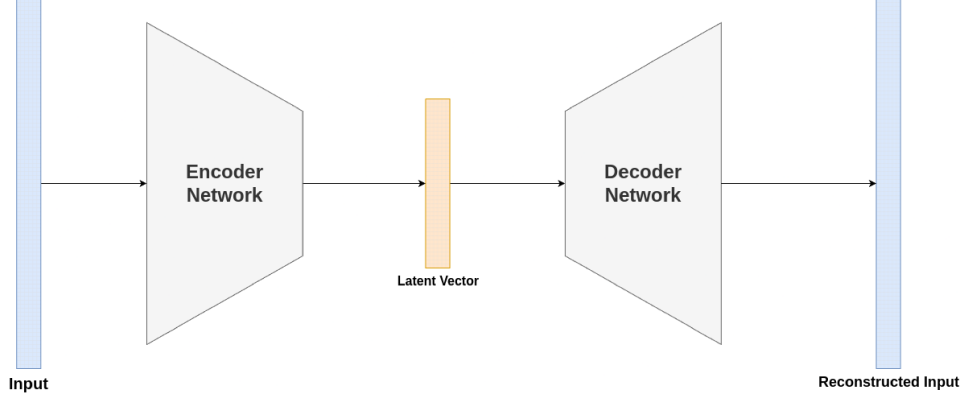 Encoder
Network
Decoder
Network
Latent Vector
Input
Reconstructed Input